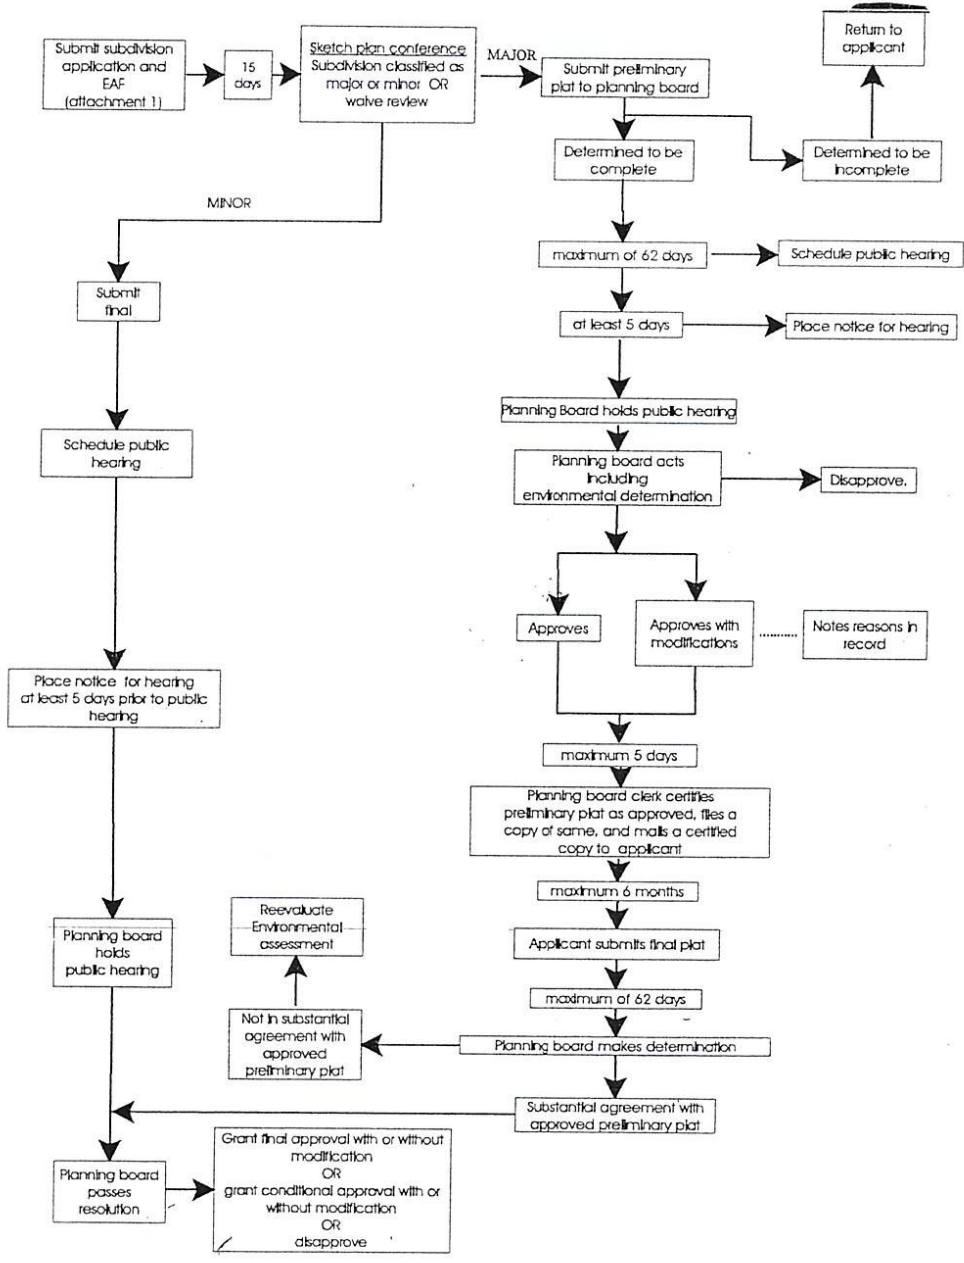 Submit subdivision
application and
EAF
(attachment 1)
15
days
Sketch plan conference
Subdivision classified as
major or minor OR
waive review
MAJOR
Submit preliminary
plat to planning board
Return to
applicant
Determined to be
complete
Determined to be
incomplete
MINOR
maximum of 62 days
Schedule public hearing
Submit
final
at least 5 days
Place notice for hearing
Planning Board holds public hearing
Schedule public
hearing
Planning board acts
including
environmental determination
Disapprove.
Approves
Approves with
modifications
Notes reasons in
record
Place notice for hearing
at least 5 days prior to public
hearing
maximum 5 days
Planning board clerk certifies
preliminary plat as approved, files a
copy of same, and mails a certified
copy to applicant
maximum 6 months
Reevaluate
Environmental
assessment
Planning board
holds
public hearing
Applicant submits final plat
maximum of 62 days
Not in substantial
agreement with
approved
preliminary plat
Planning board makes determination
Substantial agreement with
approved preliminary plat
Planning board
passes
resolution
Grant final approval with or without
modification
OR
grant conditional approval with or
without modification
OR
disapprove